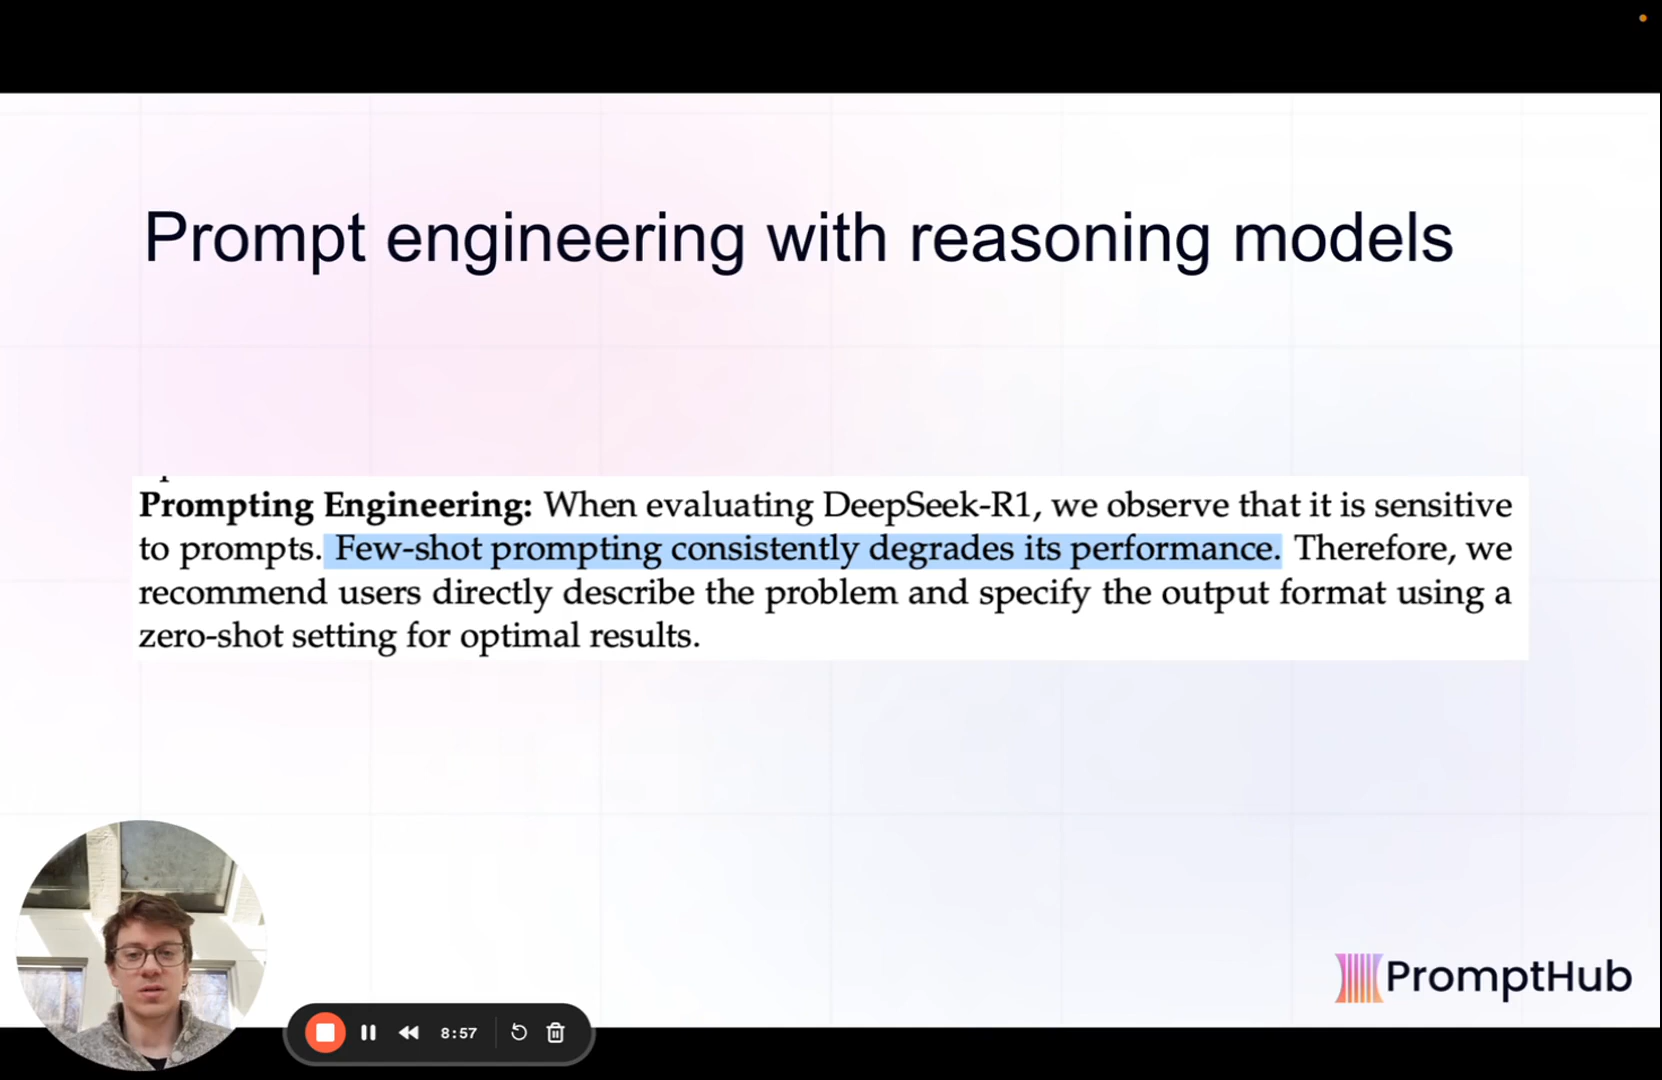 Prompt engineering with reasoning models
Prompting Engineering: When evaluating DeepSeek-R1, we observe that it is sensitive
to prompts. Few-shot prompting consistently degrades its performance. Therefore, we
recommend users directly describe the problem and specify the output format using a
zero-shot setting for optimal results.
PromptHub
8:57